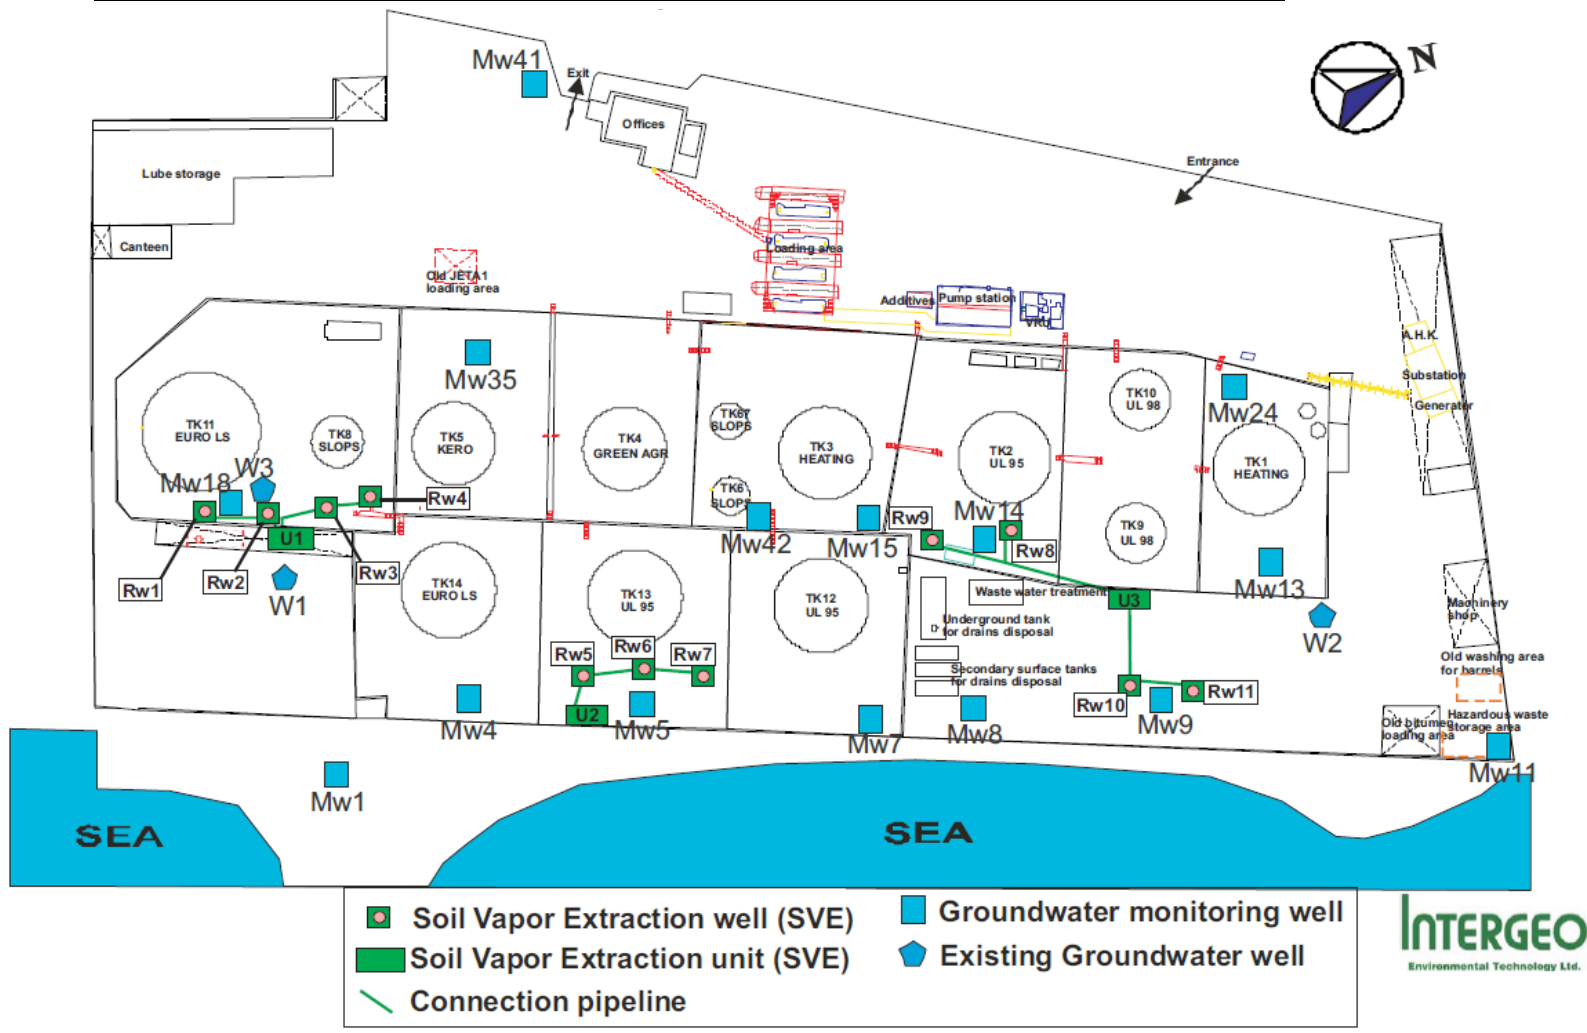 Mw41
Exit
N
Offices
Entrance
Lube storage
Canteen
Loading area
Old JETA1
loading area
Additives
Pump station
VRU
A.H.K.
Substation
Generator
Mw35
Mw24
TK11
EURO LS
TK8
SLOPS
TK5
KERO
TK4
GREEN AGR
TK67
SLOPS
TK3
HEATING
TK2
UL 95
TK10
UL 98
TK1
HEATING
TK6
SLOPS
TK9
UL 98
Mw18
W3
Rw4
Mw42
Mw15
Rw9
Mw14
Rw8
U1
Rw1
Rw2
Rw3
W1
Mw13
W2
TK14
EURO LS
TK13
UL 95
TK12
UL 95
Waste water treatment
U3
Underground tank
for drains disposal
Secondary surface tanks
for drains disposal
Machinery
shop
Old washing area
for barrels
Hazardous waste
storage area
Old bitumen
loading area
Rw5
Rw6
Rw7
U2
Rw10
Rw11
Mw4
Mw5
Mw7
Mw8
Mw9
Mw11
Mw1
SEA
SEA
Soil Vapor Extraction well (SVE)
Groundwater monitoring well
Soil Vapor Extraction unit (SVE)
Existing Groundwater well
Connection pipeline
INTERGEO
Environmental Technology Ltd.